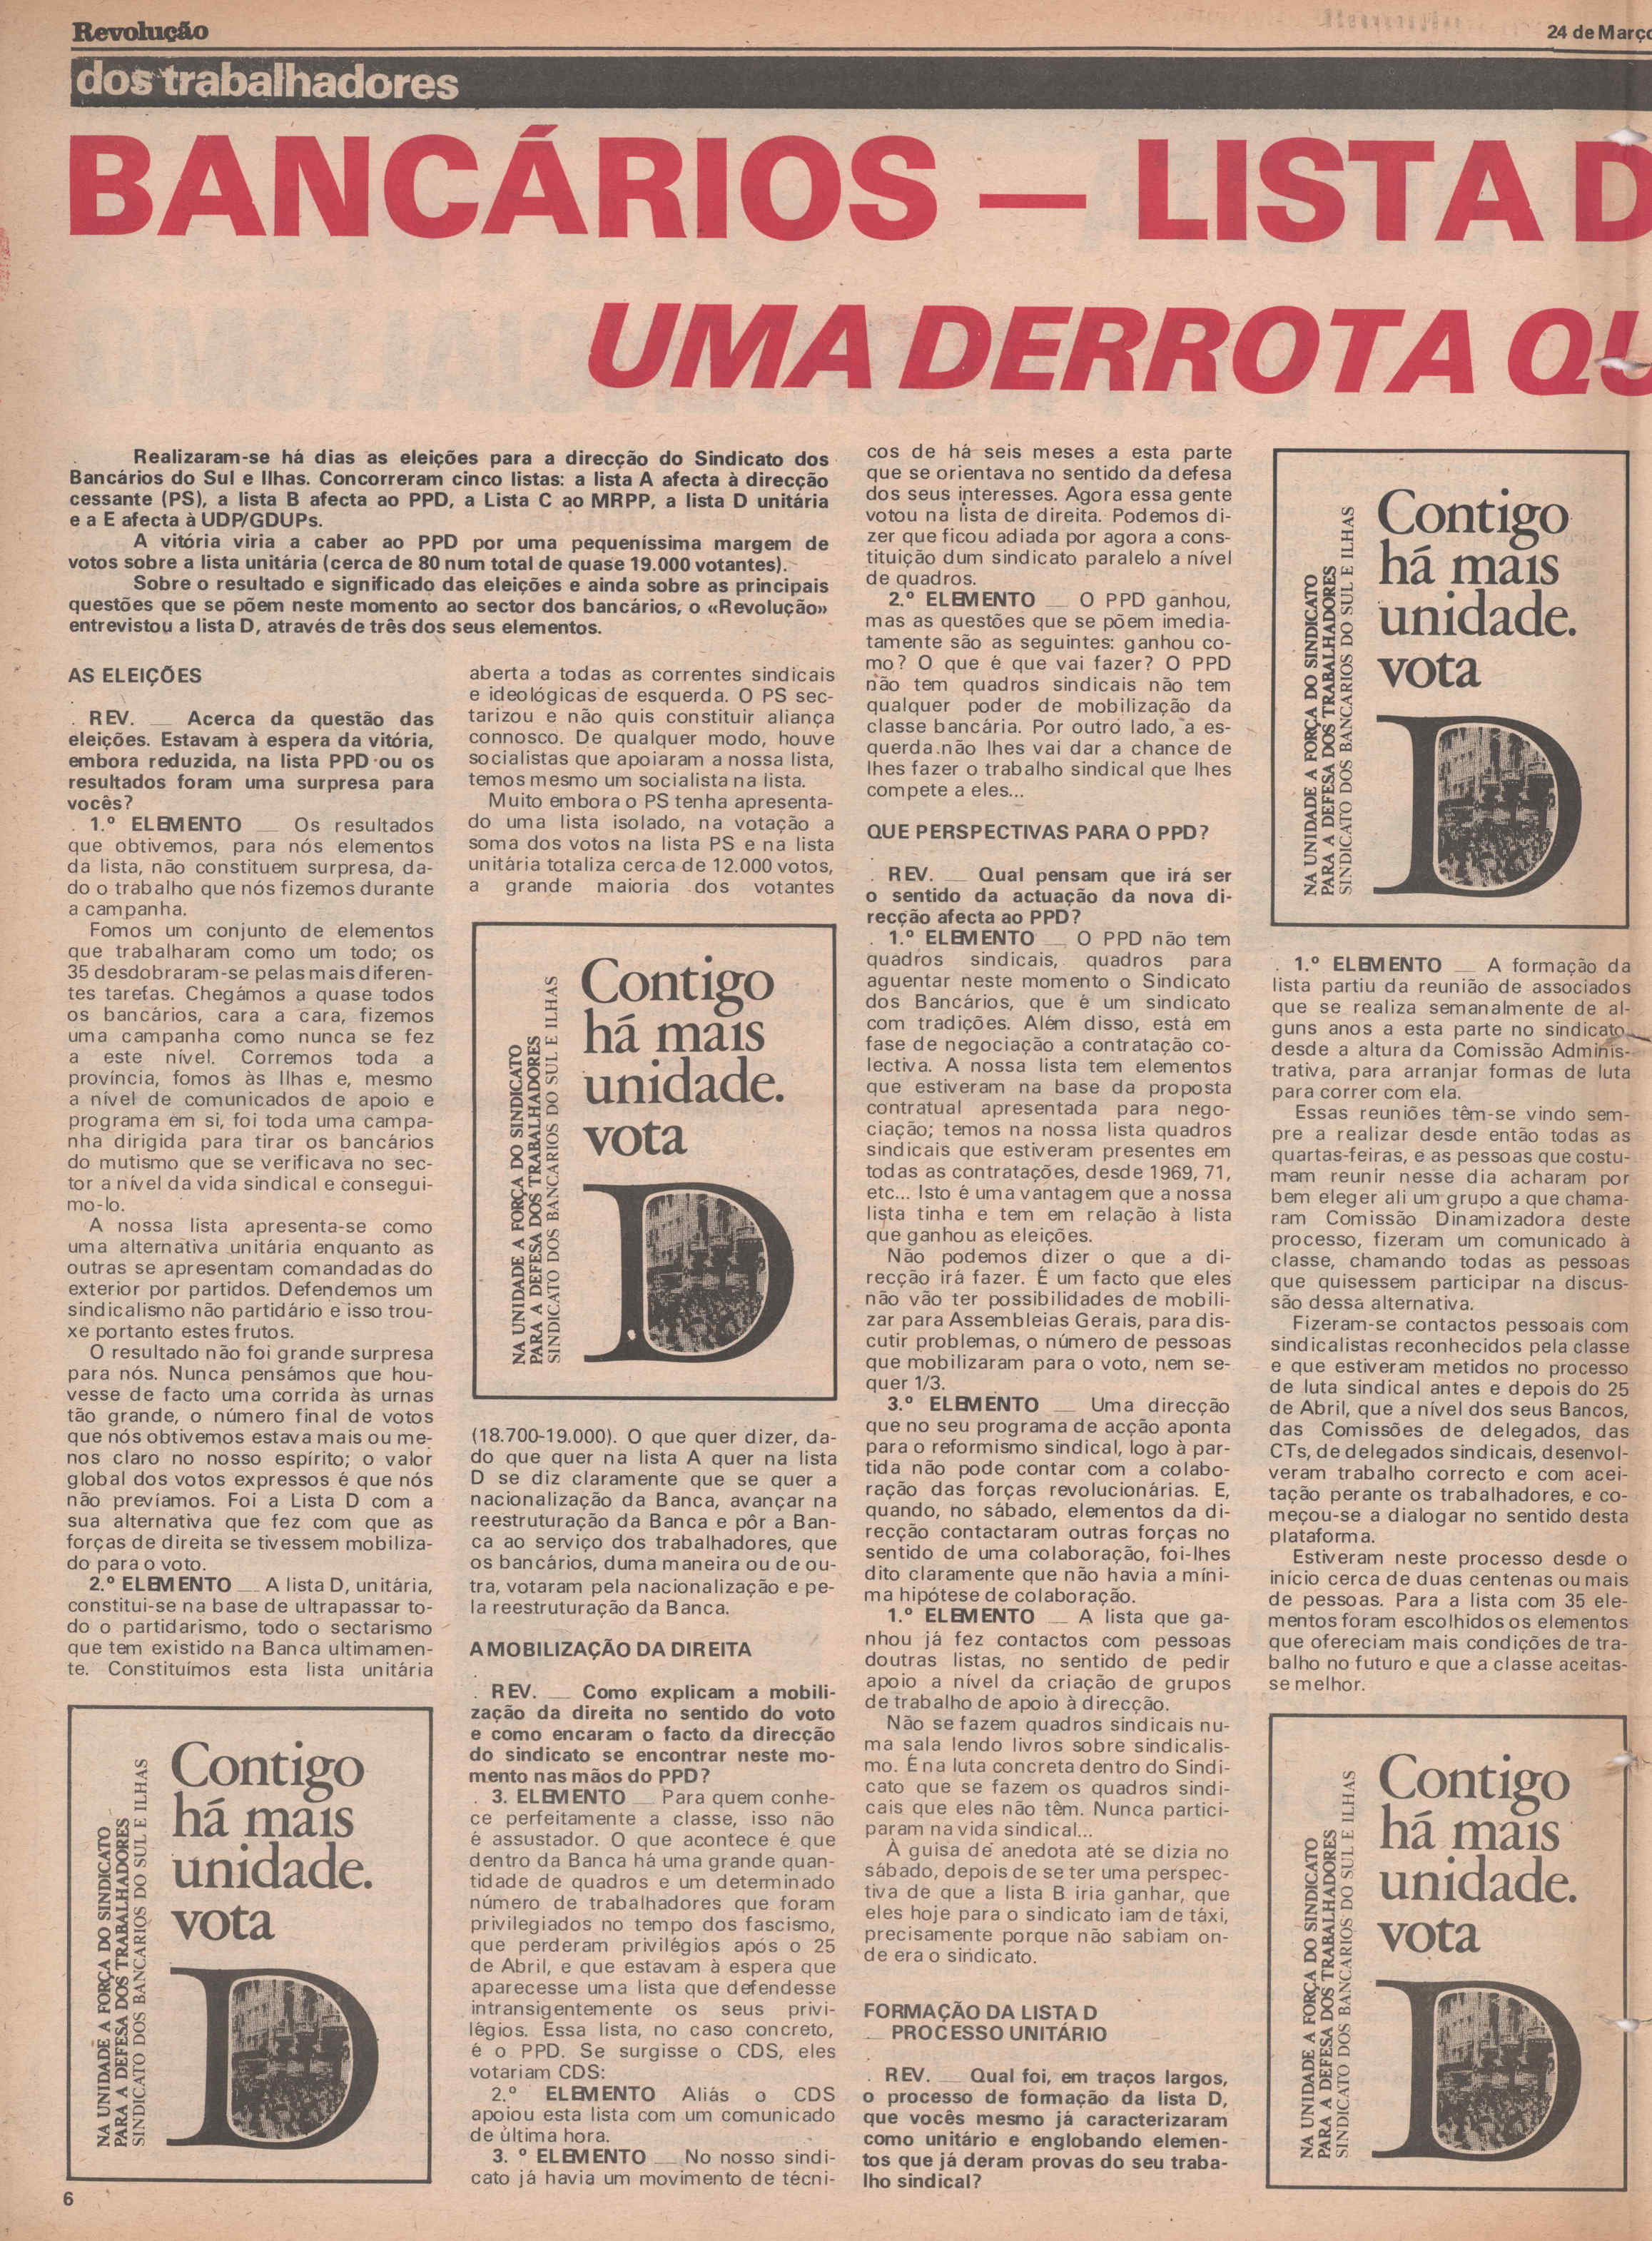 Revolução
24 de Março
dos trabalhadores
BANCÁRIOS — LISTA D
UMA DERROTA QU
Realizaram-se há dias as eleições para a direcção do Sindicato dos
Bancários do Sul e Ilhas. Concorreram cinco listas: a lista A afecta à direcção
cessante (PS), a lista B afecta ao PPD, a Lista C ao MRPP, a lista D unitária
e a E afecta à UDP/GDUPs.
A vitória viria a caber ao PPD por uma pequeníssima margem de
votos sobre a lista unitária (cerca de 80 num total de quase 19.000 votantes).
Sobre o resultado e significado das eleições e ainda sobre as principais
questões que se põem neste momento ao sector dos bancários, o «Revolução»
entrevistou a lista D, através de três dos seus elementos.
AS ELEIÇÕES
. REV. __ Acerca da questão das
eleições. Estavam à espera da vitória,
embora reduzida, na lista PPD ou os
resultados foram uma surpresa para
vocês?
. 1.º ELEMENTO __ Os resultados
que obtivemos, para nós elementos
da lista, não constituem surpresa, da-
do o trabalho que nós fizemos durante
a campanha.
Fomos um conjunto de elementos
que trabalharam como um todo; os
35 desdobraram-se pelas mais diferen-
tes tarefas. Chegámos a quase todos
os bancários, cara a cara, fizemos
uma campanha como nunca se fez
a este nível. Corremos toda a
província, fomos às Ilhas e, mesmo
a nível de comunicados de apoio e
programa em si, foi toda uma campa-
nha dirigida para tirar os bancários
do mutismo que se verificava no sec-
tor a nível da vida sindical e consegui-
mo-lo.
A nossa lista apresenta-se como
uma alternativa unitária enquanto as
outras se apresentam comandadas do
exterior por partidos. Defendemos um
sindicalismo não partidário e isso trou-
xe portanto estes frutos.
O resultado não foi grande surpresa
para nós. Nunca pensámos que hou-
vesse de facto uma corrida às urnas
tão grande, o número final de votos
que nós obtivemos estava mais ou me-
nos claro no nosso espírito; o valor
global dos votos expressos é que nós
não prevíamos. Foi a Lista D com a
sua alternativa que fez com que as
forças de direita se tivessem mobiliza-
do para o voto.
2.º ELEMENTO __ A lista D, unitária,
constitui-se na base de ultrapassar to-
do o partidarismo, todo o sectarismo
que tem existido na Banca ultimamen-
te. Constituímos esta lista unitária
NA UNIDADE A FORÇA DO SINDICATO
PARA A DEFESA DOS TRABALHADORES
SINDICATO DOS BANCARIOS DO SUL E ILHAS
Contigo
há mais
unidade.
vota
D
6
aberta a todas as correntes sindicais
e ideológicas de esquerda. O PS sec-
tarizou e não quis constituir aliança
connosco. De qualquer modo, houve
socialistas que apoiaram a nossa lista,
temos mesmo um socialista na lista.
Muito embora o PS tenha apresenta-
do uma lista isolado, na votação a
soma dos votos na lista PS e na lista
unitária totaliza cerca de 12.000 votos,
a grande maioria dos votantes
NA UNIDADE A FORÇA DO SINDICATO
PARA A DEFESA DOS TRABALHADORES
SINDICATO DOS BANCARIOS DO SUL E ILHAS
Contigo
há mais
unidade.
vota
D
(18.700-19.000). O que quer dizer, da-
do que quer na lista A quer na lista
D se diz claramente que se quer a
nacionalização da Banca, avançar na
reestruturação da Banca e pôr a Ban-
ca ao serviço dos trabalhadores, que
os bancários, duma maneira ou de ou-
tra, votaram pela nacionalização e pe-
la reestruturação da Banca.
A MOBILIZAÇÃO DA DIREITA
. REV. __ Como explicam a mobili-
zação da direita no sentido do voto
e como encaram o facto da direcção
do sindicato se encontrar neste mo-
mento nas mãos do PPD?
. 3. ELEMENTO __ Para quem conhe-
ce perfeitamente a classe, isso não
é assustador. O que acontece é que
dentro da Banca há uma grande quan-
tidade de quadros e um determinado
número de trabalhadores que foram
privilegiados no tempo dos fascismo,
que perderam privilégios após o 25
de Abril, e que estavam à espera que
aparecesse uma lista que defendesse
intransigentemente os seus privi-
légios. Essa lista, no caso concreto,
é o PPD. Se surgisse o CDS, eles
votariam CDS:
2.º ELEMENTO Aliás o CDS
apoiou esta lista com um comunicado
de última hora.
3. º ELEMENTO __ No nosso sindi-
cato já havia um movimento de técni-
cos de há seis meses a esta parte
que se orientava no sentido da defesa
dos seus interesses. Agora essa gente
votou na lista de direita. Podemos di-
zer que ficou adiada por agora a cons-
tituição dum sindicato paralelo a nível
de quadros.
2.º ELEMENTO __ O PPD ganhou,
mas as questões que se põem imedia-
tamente são as seguintes: ganhou co-
mo? O que é que vai fazer? O PPD
não tem quadros sindicais não tem
qualquer poder de mobilização da
classe bancária. Por outro lado, a es-
querda não lhes vai dar a chance de
lhes fazer o trabalho sindical que lhes
compete a eles...
QUE PERSPECTIVAS PARA O PPD?
. REV. __ Qual pensam que irá ser
o sentido da actuação da nova di-
recção afecta ao PPD?
. 1.º ELEMENTO __ O PPD não tem
quadros sindicais, quadros para
aguentar neste momento o Sindicato
dos Bancários, que é um sindicato
com tradições. Além disso, está em
fase de negociação a contratação co-
lectiva. A nossa lista tem elementos
que estiveram na base da proposta
contratual apresentada para nego-
ciação; temos na nossa lista quadros
sindicais que estiveram presentes em
todas as contratações, desde 1969, 71,
etc... Isto é uma vantagem que a nossa
lista tinha e tem em relação à lista
que ganhou as eleições.
Não podemos dizer o que a di-
recção irá fazer. É um facto que eles
não vão ter possibilidades de mobili-
zar para Assembleias Gerais, para dis-
cutir problemas, o número de pessoas
que mobilizaram para o voto, nem se-
quer 1/3.
3.º ELEMENTO __ Uma direcção
que no seu programa de acção aponta
para o reformismo sindical, logo à par-
tida não pode contar com a colabo-
ração das forças revolucionárias. E,
quando, no sábado, elementos da di-
recção contactaram outras forças no
sentido de uma colaboração, foi-lhes
dito claramente que não havia a míni-
ma hipótese de colaboração.
1.º ELEMENTO __ A lista que ga-
nhou já fez contactos com pessoas
doutras listas, no sentido de pedir
apoio a nível da criação de grupos
de trabalho de apoio à direcção.
Não se fazem quadros sindicais nu-
ma sala lendo livros sobre sindicalis-
mo. É na luta concreta dentro do Sindi-
cato que se fazem os quadros sindi-
cais que eles não têm. Nunca partici-
param na vida sindical...
À guisa de anedota até se dizia no
sábado, depois de se ter uma perspec-
tiva de que a lista B iria ganhar, que
eles hoje para o sindicato iam de táxi,
precisamente porque não sabiam on-
de era o sindicato.
FORMAÇÃO DA LISTA D
__ PROCESSO UNITÁRIO
. REV. __ Qual foi, em traços largos,
o processo de formação da lista D,
que vocês mesmo já caracterizaram
como unitário e englobando elemen-
tos que já deram provas do seu traba-
lho sindical?
NA UNIDADE A FORÇA DO SINDICATO
PARA A DEFESA DOS TRABALHADORES
SINDICATO DOS BANCARIOS DO SUL E ILHAS
Contigo
há mais
unidade.
vota
D
. 1.º ELEMENTO __ A formação da
lista partiu da reunião de associados
que se realiza semanalmente de al-
guns anos a esta parte no sindicato
desde a altura da Comissão Adminis-
trativa, para arranjar formas de luta
para correr com ela.
Essas reuniões têm-se vindo sem-
pre a realizar desde então todas as
quartas-feiras, e as pessoas que costu-
mam reunir nesse dia acharam por
bem eleger ali um grupo a que chama-
ram Comissão Dinamizadora deste
processo, fizeram um comunicado à
classe, chamando todas as pessoas
que quisessem participar na discus-
são dessa alternativa.
Fizeram-se contactos pessoais com
sindicalistas reconhecidos pela classe
e que estiveram metidos no processo
de luta sindical antes e depois do 25
de Abril, que a nível dos seus Bancos,
das Comissões de delegados, das
CTs, de delegados sindicais, desenvol-
veram trabalho correcto e com acei-
tação perante os trabalhadores, e co-
meçou-se a dialogar no sentido desta
plataforma.
Estiveram neste processo desde o
início cerca de duas centenas ou mais
de pessoas. Para a lista com 35 ele-
mentos foram escolhidos os elementos
que ofereciam mais condições de tra-
balho no futuro e que a classe aceitas-
se melhor.
NA UNIDADE A FORÇA DO SINDICATO
PARA A DEFESA DOS TRABALHADORES
SINDICATO DOS BANCARIOS DO SUL E ILHAS
Contigo
há mais
unidade.
vota
D